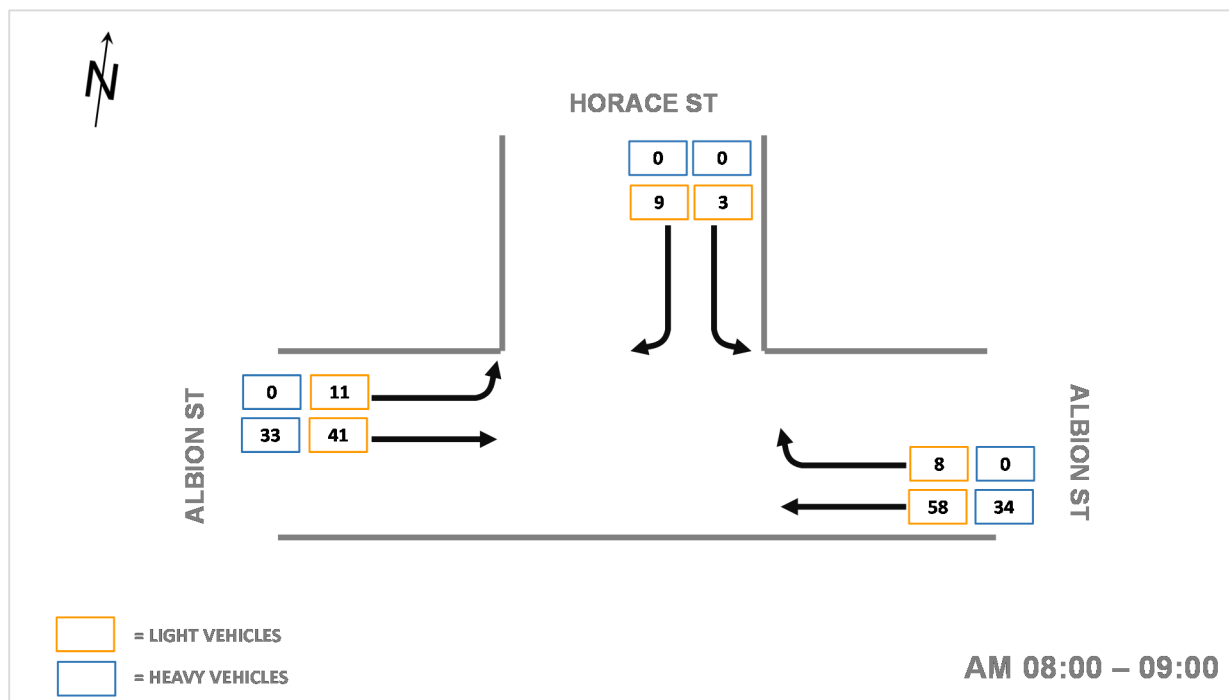 N
HORACE ST
0 0
9 3
ALBION ST
0 11
33 41
ALBION ST
8 0
58 34
= LIGHT VEHICLES
= HEAVY VEHICLES
AM 08:00 – 09:00